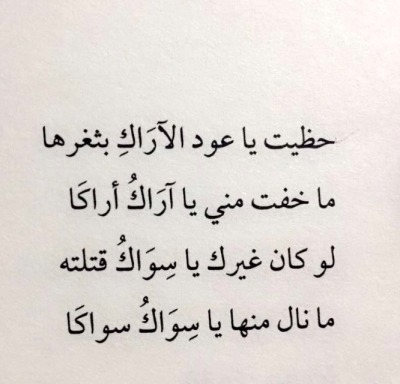 حظيت يا عود الآرَاكِ بثغرها
ما خفت مني يا آرَاكُ أراكَا
لو كان غيرك يا سِوَاكُ قتلته
ما نال منها يا سِوَاكُ سواكَا